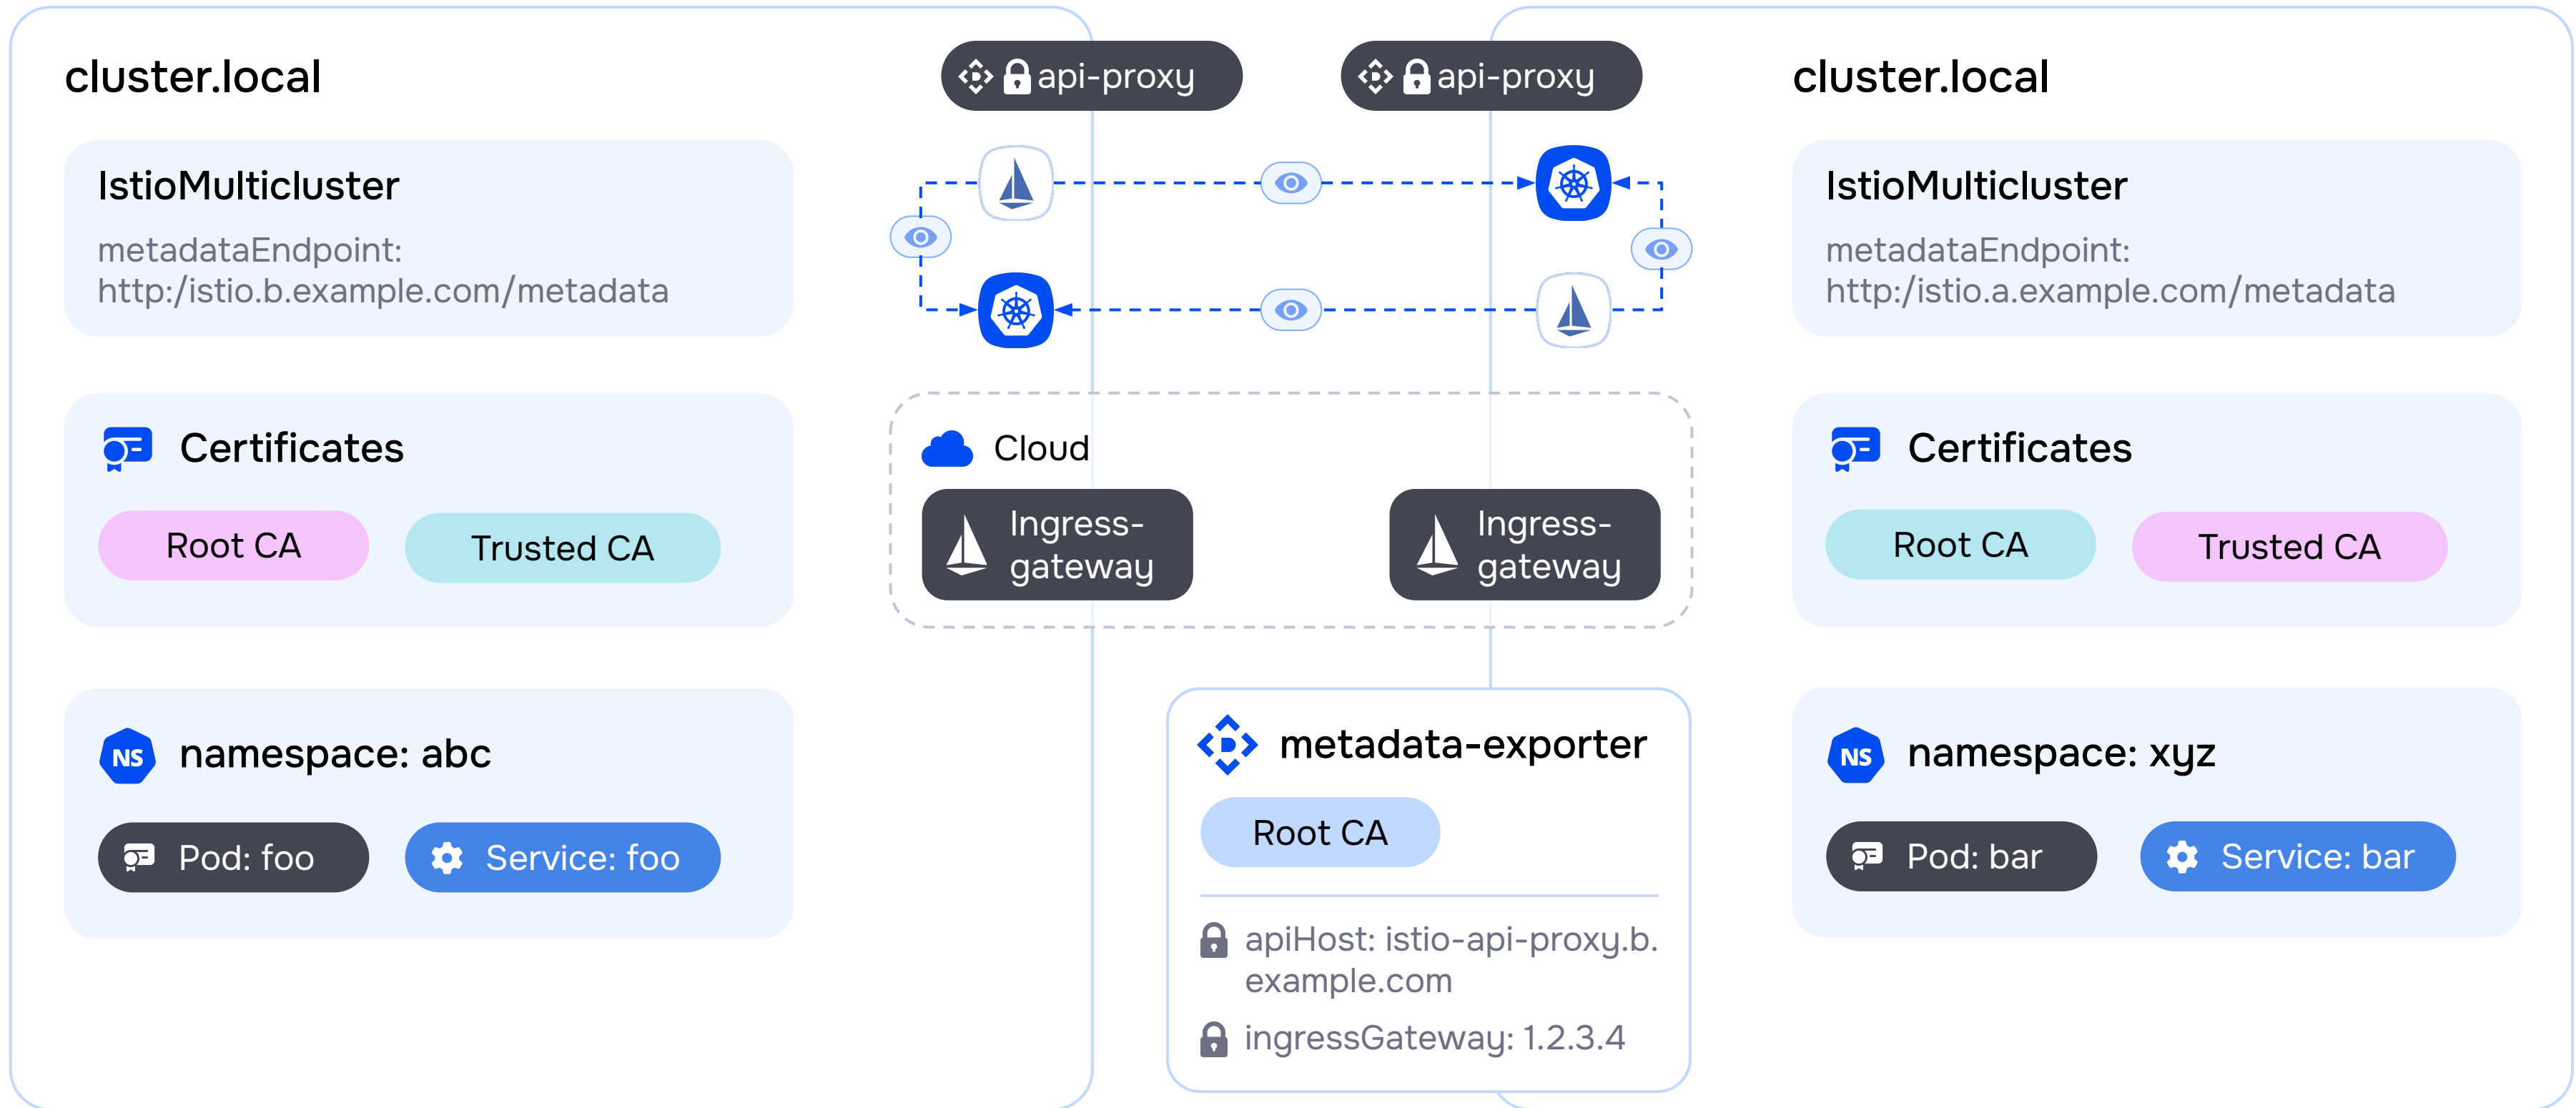 cluster.local
IstioMulticluster
metadataEndpoint:
http:/istio.b.example.com/metadata
Certificates
Root CA
Trusted CA
NS
namespace: abc
Pod: foo
Service: foo
api-proxy
api-proxy
Cloud
Ingress-
gateway
Ingress-
gateway
metadata-exporter
Root CA
apiHost: istio-api-proxy.b.
example.com
ingressGateway: 1.2.3.4
cluster.local
IstioMulticluster
metadataEndpoint:
http:/istio.a.example.com/metadata
Certificates
Root CA
Trusted CA
NS
namespace: xyz
Pod: bar
Service: bar